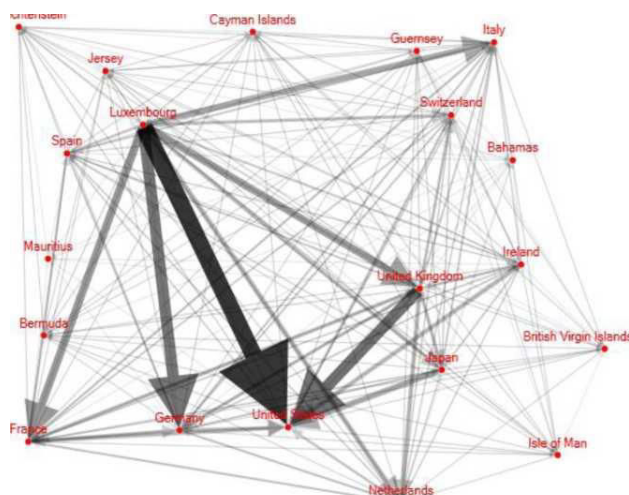 Cayman Islands
Italy
Guernsey
Jersey
Luxembourg
Switzerland
Spain
Bahamas
Mauritius
Ireland
United Kingdom
Bermuda
British Virgin Islands
Japan
France
Germany
United States
Isle of Man
Netherlands